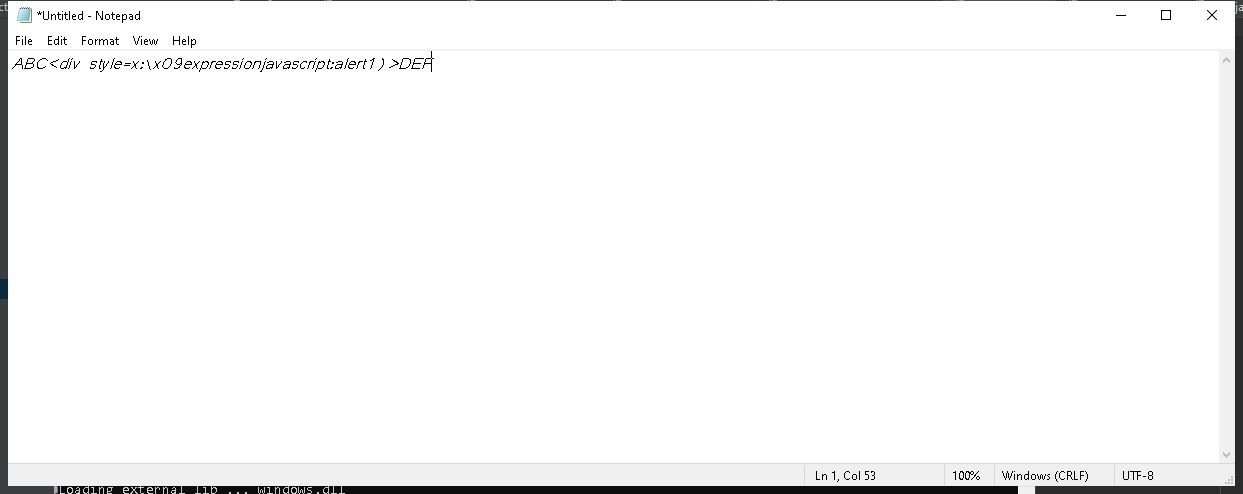 *Untitled - Notepad
File Edit Format View Help
ABC<div style=x:\x09expressionjavascript:alert1)>DEF
Ln 1, Col 53 100% Windows (CRLF) UTF-8
Loading external lib ... windows.dll